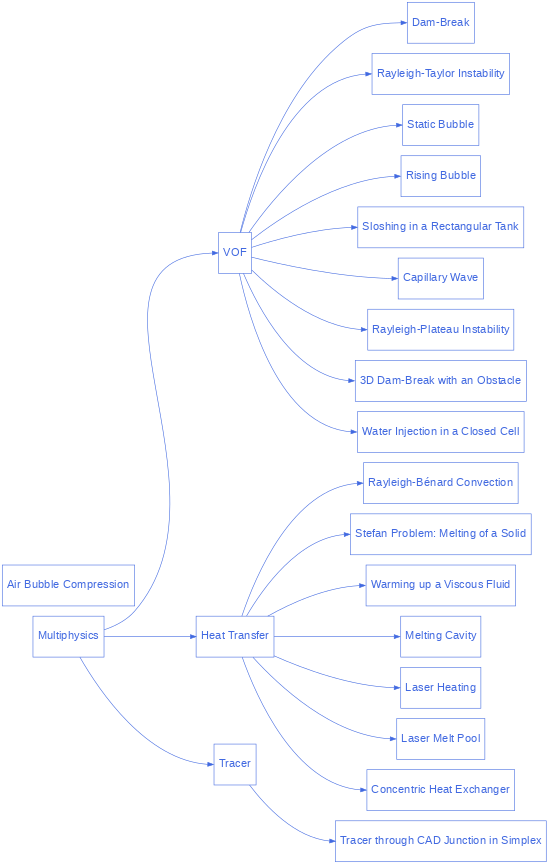 Dam-Break
Rayleigh-Taylor Instability
Static Bubble
Rising Bubble
Sloshing in a Rectangular Tank
VOF
Capillary Wave
Rayleigh-Plateau Instability
3D Dam-Break with an Obstacle
Water Injection in a Closed Cell
Rayleigh-Bénard Convection
Stefan Problem: Melting of a Solid
Air Bubble Compression
Warming up a Viscous Fluid
Multiphysics
Heat Transfer
Melting Cavity
Laser Heating
Laser Melt Pool
Tracer
Concentric Heat Exchanger
Tracer through CAD Junction in Simplex